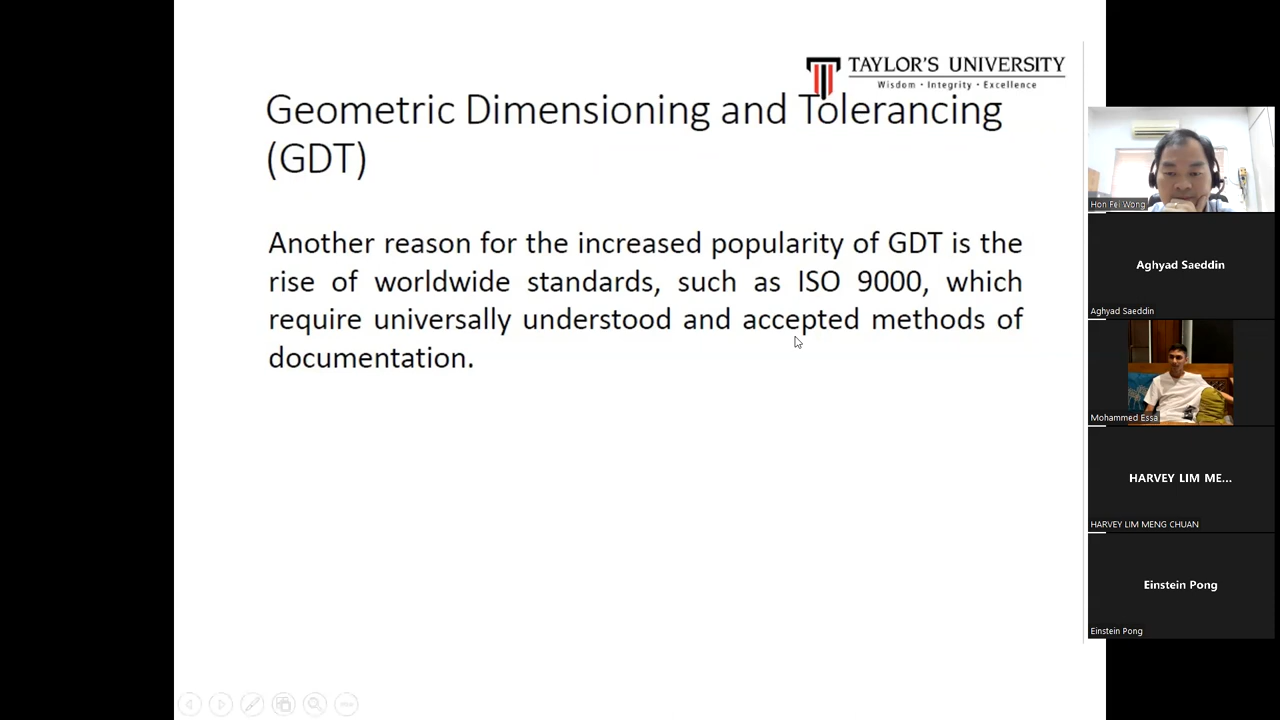 TAYLOR'S UNIVERSITY
Wisdom · Integrity · Excellence
Geometric Dimensioning and Tolerancing
(GDT)
Another reason for the increased popularity of GDT is the
rise of worldwide standards, such as ISO 9000, which
require universally understood and accepted methods of
documentation.
Hon Fei Wong
Aghyad Saeddin
Aghyad Saeddin
Mohammed Essa
HARVEY LIM ME...
HARVEY LIM MENG CHUAN
Einstein Pong
Einstein Pong